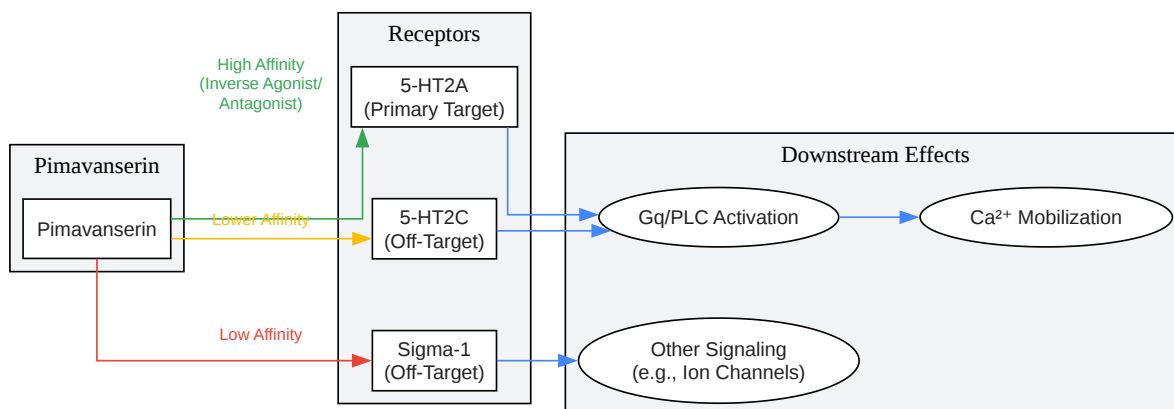 Receptors
High Affinity
(Inverse Agonist/
Antagonist)
5-HT2A
(Primary Target)
Pimavanserin
Pimavanserin
Lower Affinity
5-HT2C
(Off-Target)
Low Affinity
Sigma-1
(Off-Target)
Downstream Effects
Gq/PLC Activation
Ca²⁺ Mobilization
Other Signaling
(e.g., Ion Channels)